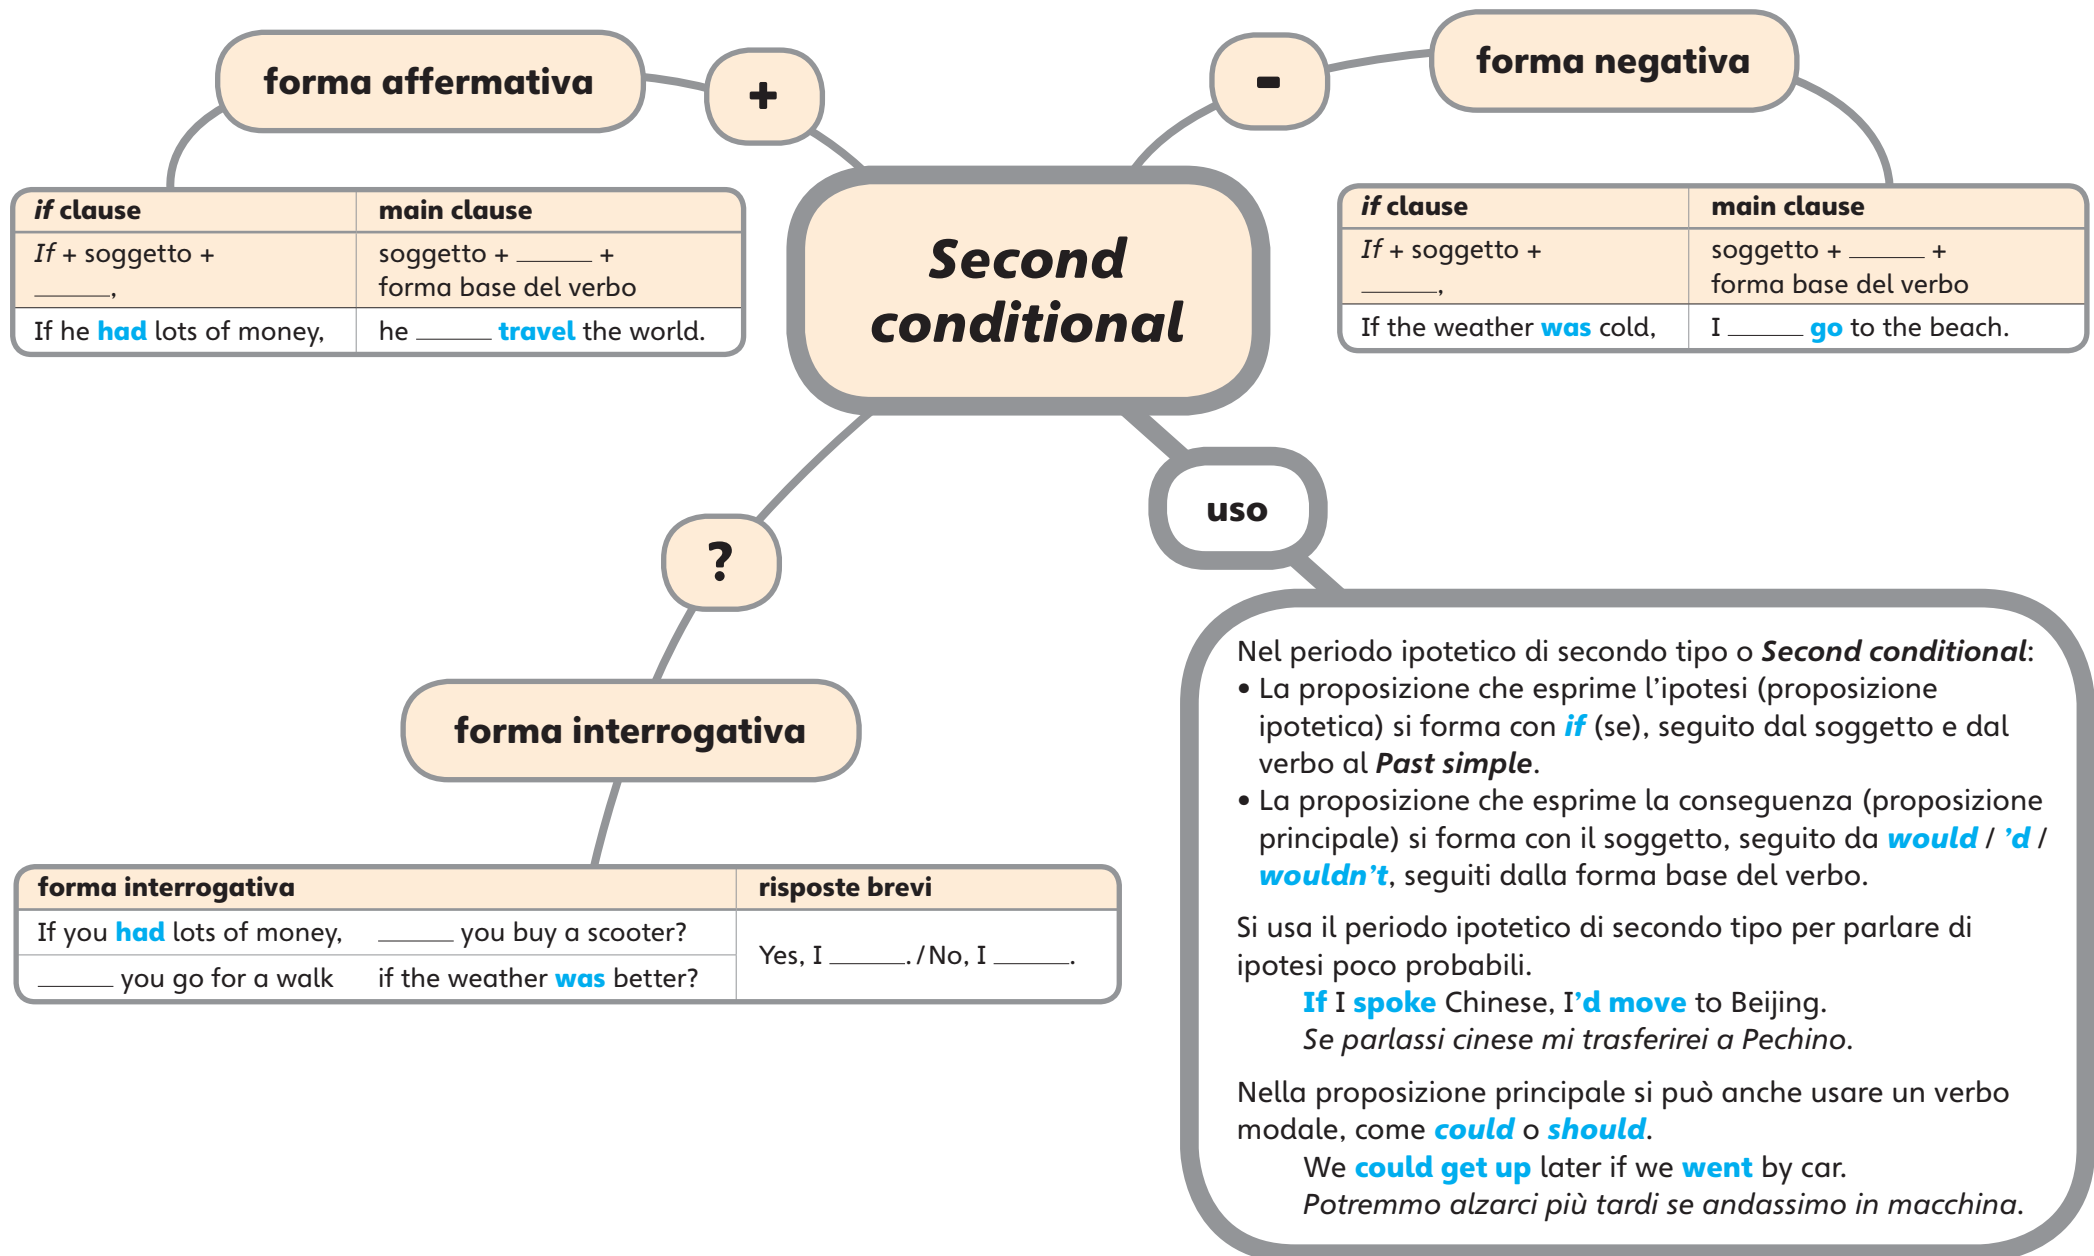 forma affermativa
+
if clause
main clause
If + soggetto +
______,
soggetto + ______ +
forma base del verbo
If he had lots of money,
he ______ travel the world.
-
forma negativa
if clause
main clause
If + soggetto +
______,
soggetto + ______ +
forma base del verbo
If the weather was cold,
I ______ go to the beach.
Second
conditional
?
forma interrogativa
forma interrogativa
risposte brevi
If you had lots of money, ______ you buy a scooter?
______ you go for a walk if the weather was better?
Yes, I ______. / No, I ______.
uso
Nel periodo ipotetico di secondo tipo o Second conditional:
• La proposizione che esprime l’ipotesi (proposizione
ipotetica) si forma con if (se), seguito dal soggetto e dal
verbo al Past simple.
• La proposizione che esprime la conseguenza (proposizione
principale) si forma con il soggetto, seguito da would / ’d /
wouldn’t, seguiti dalla forma base del verbo.
Si usa il periodo ipotetico di secondo tipo per parlare di
ipotesi poco probabili.
If I spoke Chinese, I’d move to Beijing.
Se parlassi cinese mi trasferirei a Pechino.
Nella proposizione principale si può anche usare un verbo
modale, come could o should.
We could get up later if we went by car.
Potremmo alzarci più tardi se andassimo in macchina.